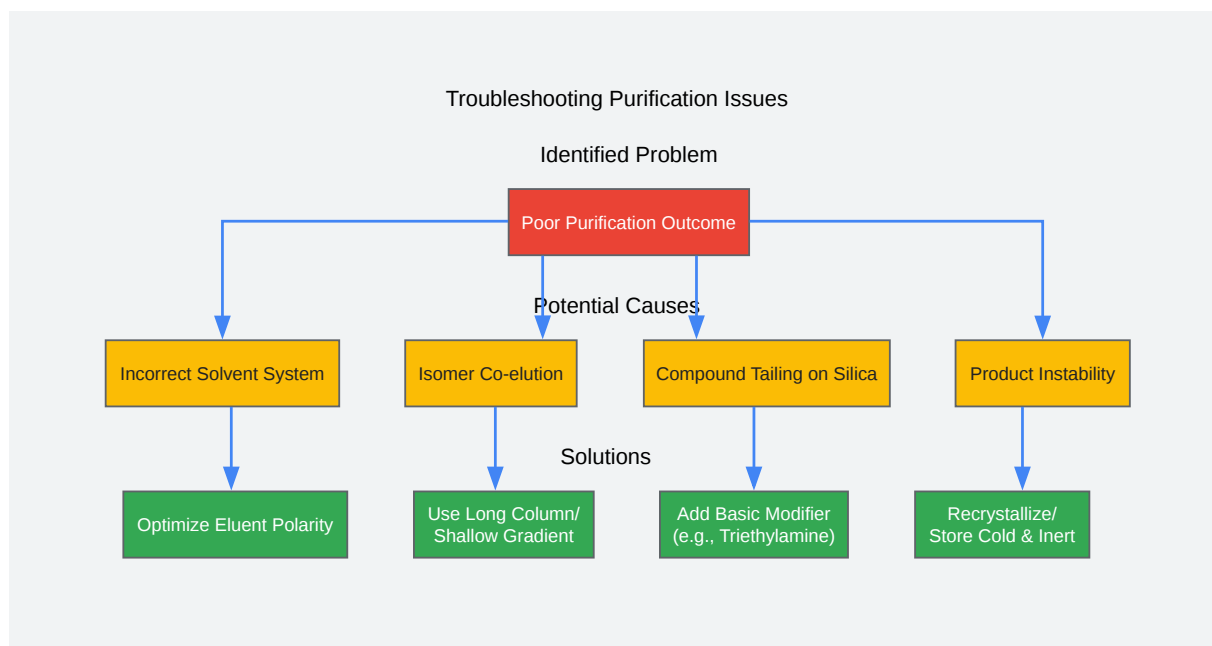 Troubleshooting Purification Issues
Identified Problem
Poor Purification Outcome
Potential Causes
Incorrect Solvent System
Isomer Co-elution
Compound Tailing on Silica
Product Instability
Solutions
Optimize Eluent Polarity
Use Long Column/
Shallow Gradient
Add Basic Modifier
(e.g., Triethylamine)
Recrystallize/
Store Cold & Inert